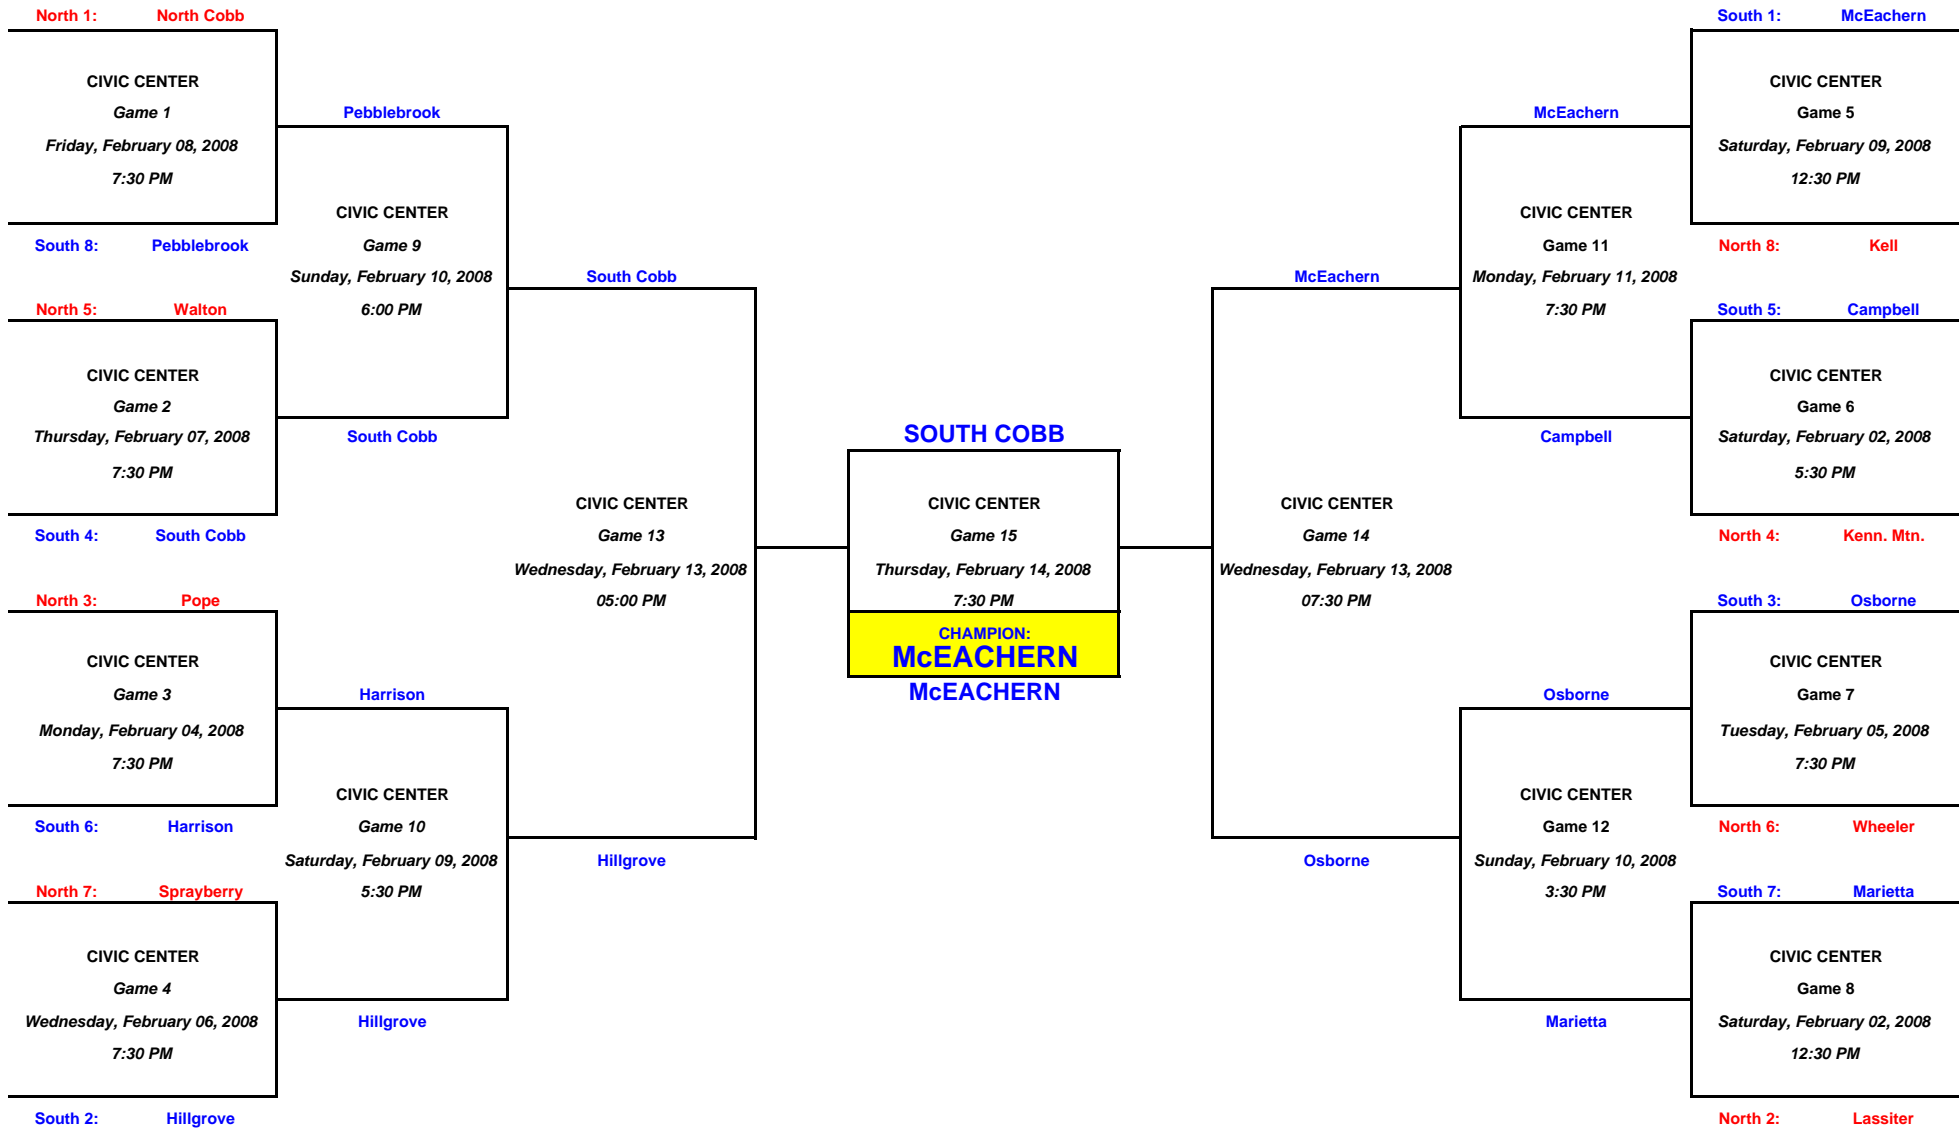 North 1: North Cobb
CIVIC CENTER
Game 1
Friday, February 08, 2008
7:30 PM
South 8: Pebblebrook
North 5: Walton
CIVIC CENTER
Game 2
Thursday, February 07, 2008
7:30 PM
South 4: South Cobb
North 3: Pope
CIVIC CENTER
Game 3
Monday, February 04, 2008
7:30 PM
South 6: Harrison
North 7: Sprayberry
CIVIC CENTER
Game 4
Wednesday, February 06, 2008
7:30 PM
South 2: Hillgrove
Pebblebrook
CIVIC CENTER
Game 9
Sunday, February 10, 2008
6:00 PM
South Cobb
Harrison
CIVIC CENTER
Game 10
Saturday, February 09, 2008
5:30 PM
Hillgrove
South Cobb
CIVIC CENTER
Game 13
Wednesday, February 13, 2008
05:00 PM
Hillgrove
SOUTH COBB
CIVIC CENTER
Game 15
Thursday, February 14, 2008
7:30 PM
CHAMPION:
McEACHERN
McEACHERN
McEachern
CIVIC CENTER
Game 14
Wednesday, February 13, 2008
07:30 PM
Osborne
McEachern
CIVIC CENTER
Game 11
Monday, February 11, 2008
7:30 PM
Campbell
Osborne
CIVIC CENTER
Game 12
Sunday, February 10, 2008
3:30 PM
Marietta
South 1: McEachern
CIVIC CENTER
Game 5
Saturday, February 09, 2008
12:30 PM
North 8: Kell
South 5: Campbell
CIVIC CENTER
Game 6
Saturday, February 02, 2008
5:30 PM
North 4: Kenn. Mtn.
South 3: Osborne
CIVIC CENTER
Game 7
Tuesday, February 05, 2008
7:30 PM
North 6: Wheeler
South 7: Marietta
CIVIC CENTER
Game 8
Saturday, February 02, 2008
12:30 PM
North 2: Lassiter